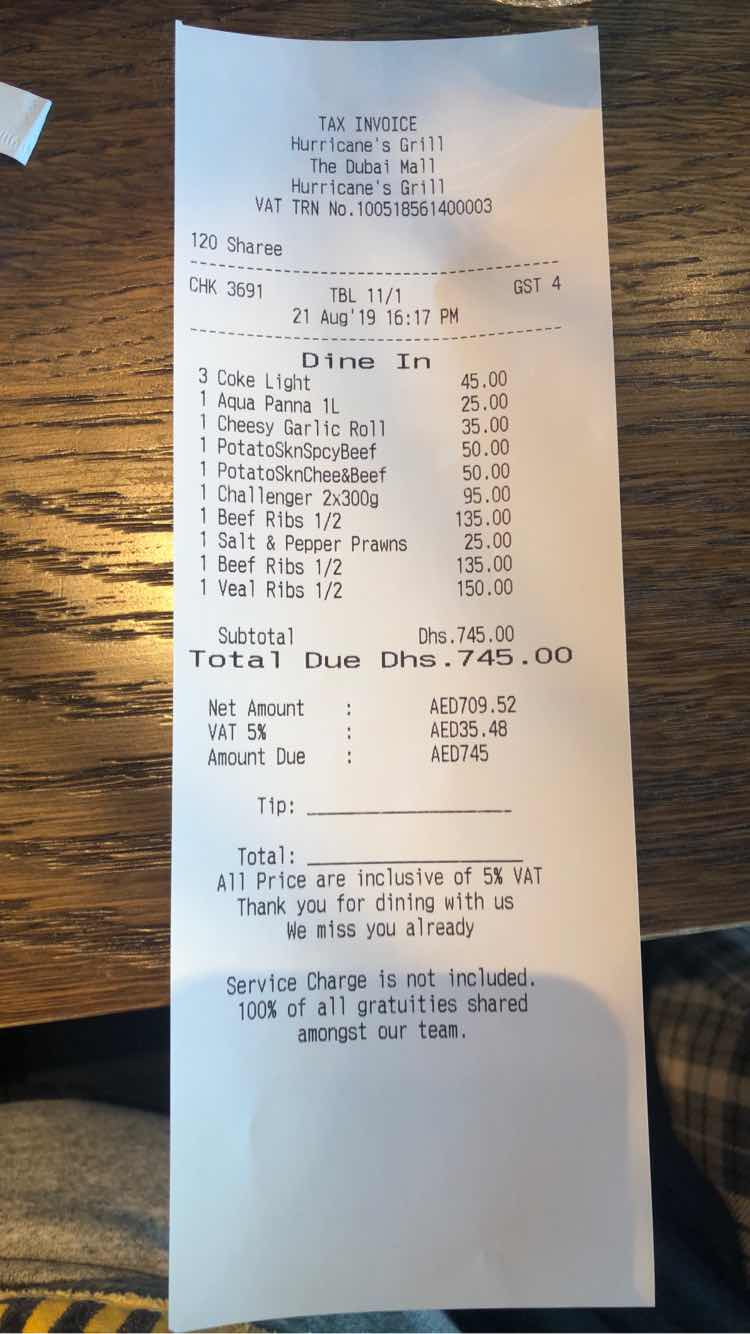 TAX INVOICE
Hurricane's Grill
The Dubai Mall
Hurricane's Grill
VAT TRN No.100518561400003
120 Sharee
CHK 3691 TBL 11/1 GST 4
21 Aug'19 16:17 PM
Dine In
3 Coke Light 45.00
1 Aqua Panna 1L 25.00
1 Cheesy Garlic Roll 35.00
1 PotatoSknSpcyBeef 50.00
1 PotatoSknChee&Beef 50.00
1 Challenger 2x300g 95.00
1 Beef Ribs 1/2 135.00
1 Salt & Pepper Prawns 25.00
1 Beef Ribs 1/2 135.00
1 Veal Ribs 1/2 150.00
Subtotal Dhs.745.00
Total Due Dhs.745.00
Net Amount : AED709.52
VAT 5% : AED35.48
Amount Due : AED745
Tip:
Total:
All Price are inclusive of 5% VAT
Thank you for dining with us
We miss you already
Service Charge is not included.
100% of all gratuities shared
amongst our team.